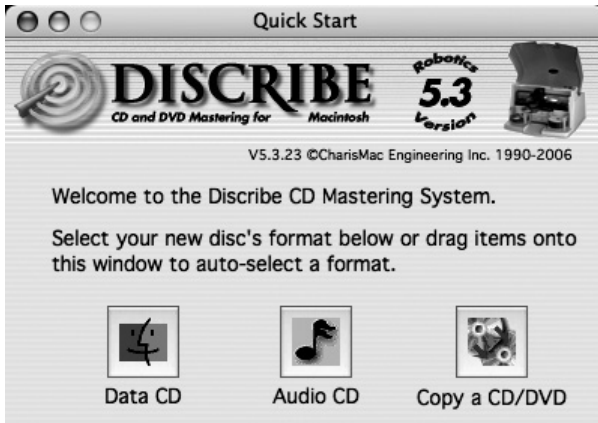 Quick Start
DISCRIBE
CD and DVD Mastering for Macintosh
Robotics
5.3
Version
V5.3.23 ©CharisMac Engineering Inc. 1990-2006
Welcome to the Discribe CD Mastering System.
Select your new disc's format below or drag items onto
this window to auto-select a format.
Data CD
Audio CD
Copy a CD/DVD